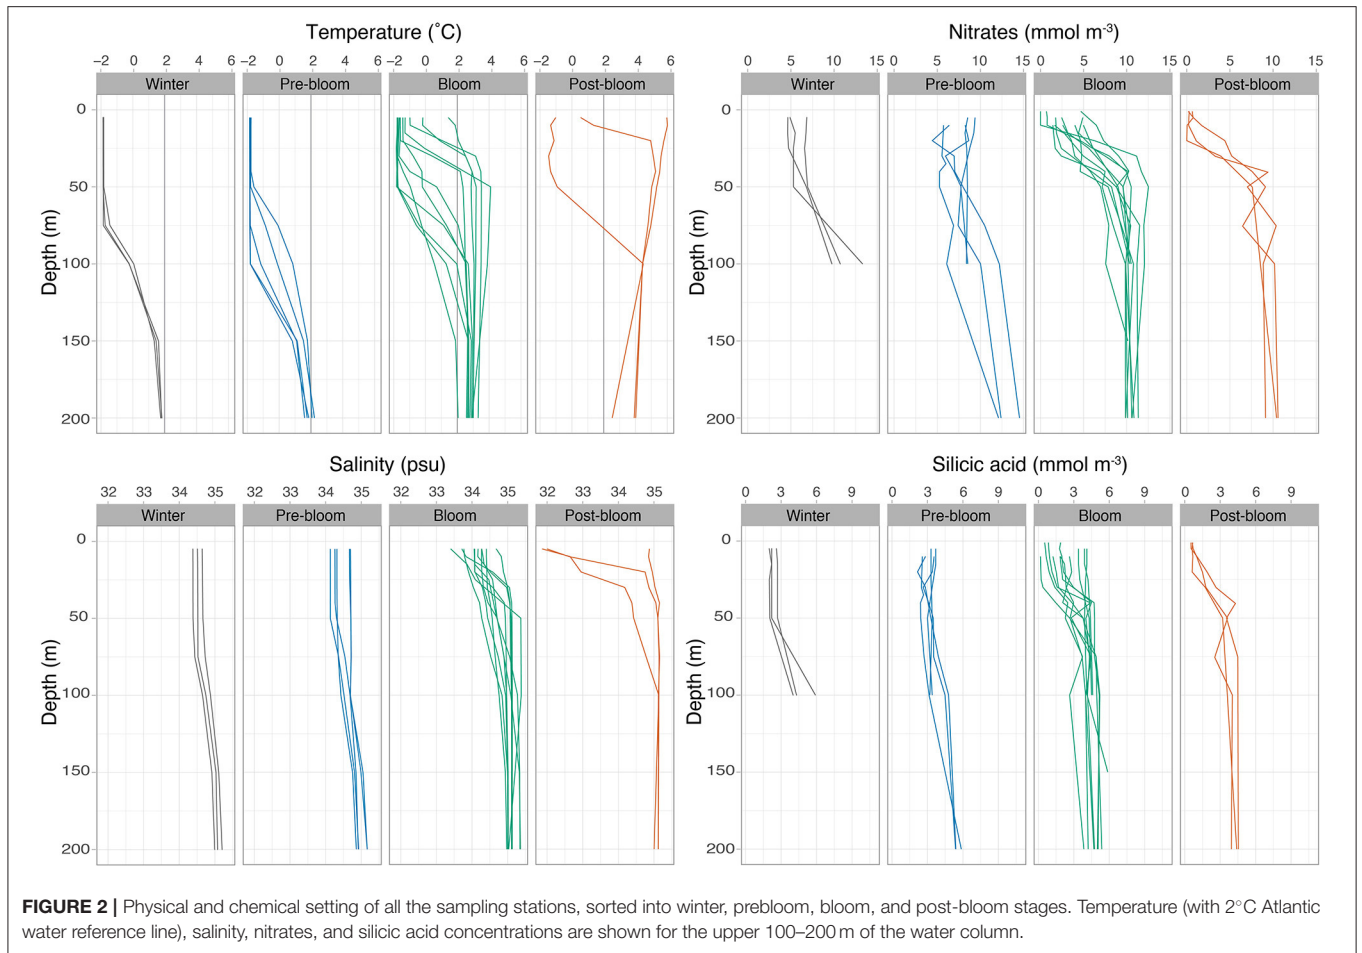 Temperature (˚C)
−2 0 2 4 6 −2 0 2 4 6 −2 0 2 4 6 −2 0 2 4 6
Winter Pre-bloom Bloom Post-bloom
0
50
100
150
200
Depth (m)
Nitrates (mmol m-3)
0 5 10 15 0 5 10 15 0 5 10 15 0 5 10 15
Winter Pre-bloom Bloom Post-bloom
0
50
100
150
200
Depth (m)
Salinity (psu)
32 33 34 35 32 33 34 35 32 33 34 35 32 33 34 35
Winter Pre-bloom Bloom Post-bloom
0
50
100
150
200
Depth (m)
Silicic acid (mmol m-3)
0 3 6 9 0 3 6 9 0 3 6 9 0 3 6 9
Winter Pre-bloom Bloom Post-bloom
0
50
100
150
200
Depth (m)
FIGURE 2 | Physical and chemical setting of all the sampling stations, sorted into winter, prebloom, bloom, and post-bloom stages. Temperature (with 2°C Atlantic
water reference line), salinity, nitrates, and silicic acid concentrations are shown for the upper 100–200 m of the water column.